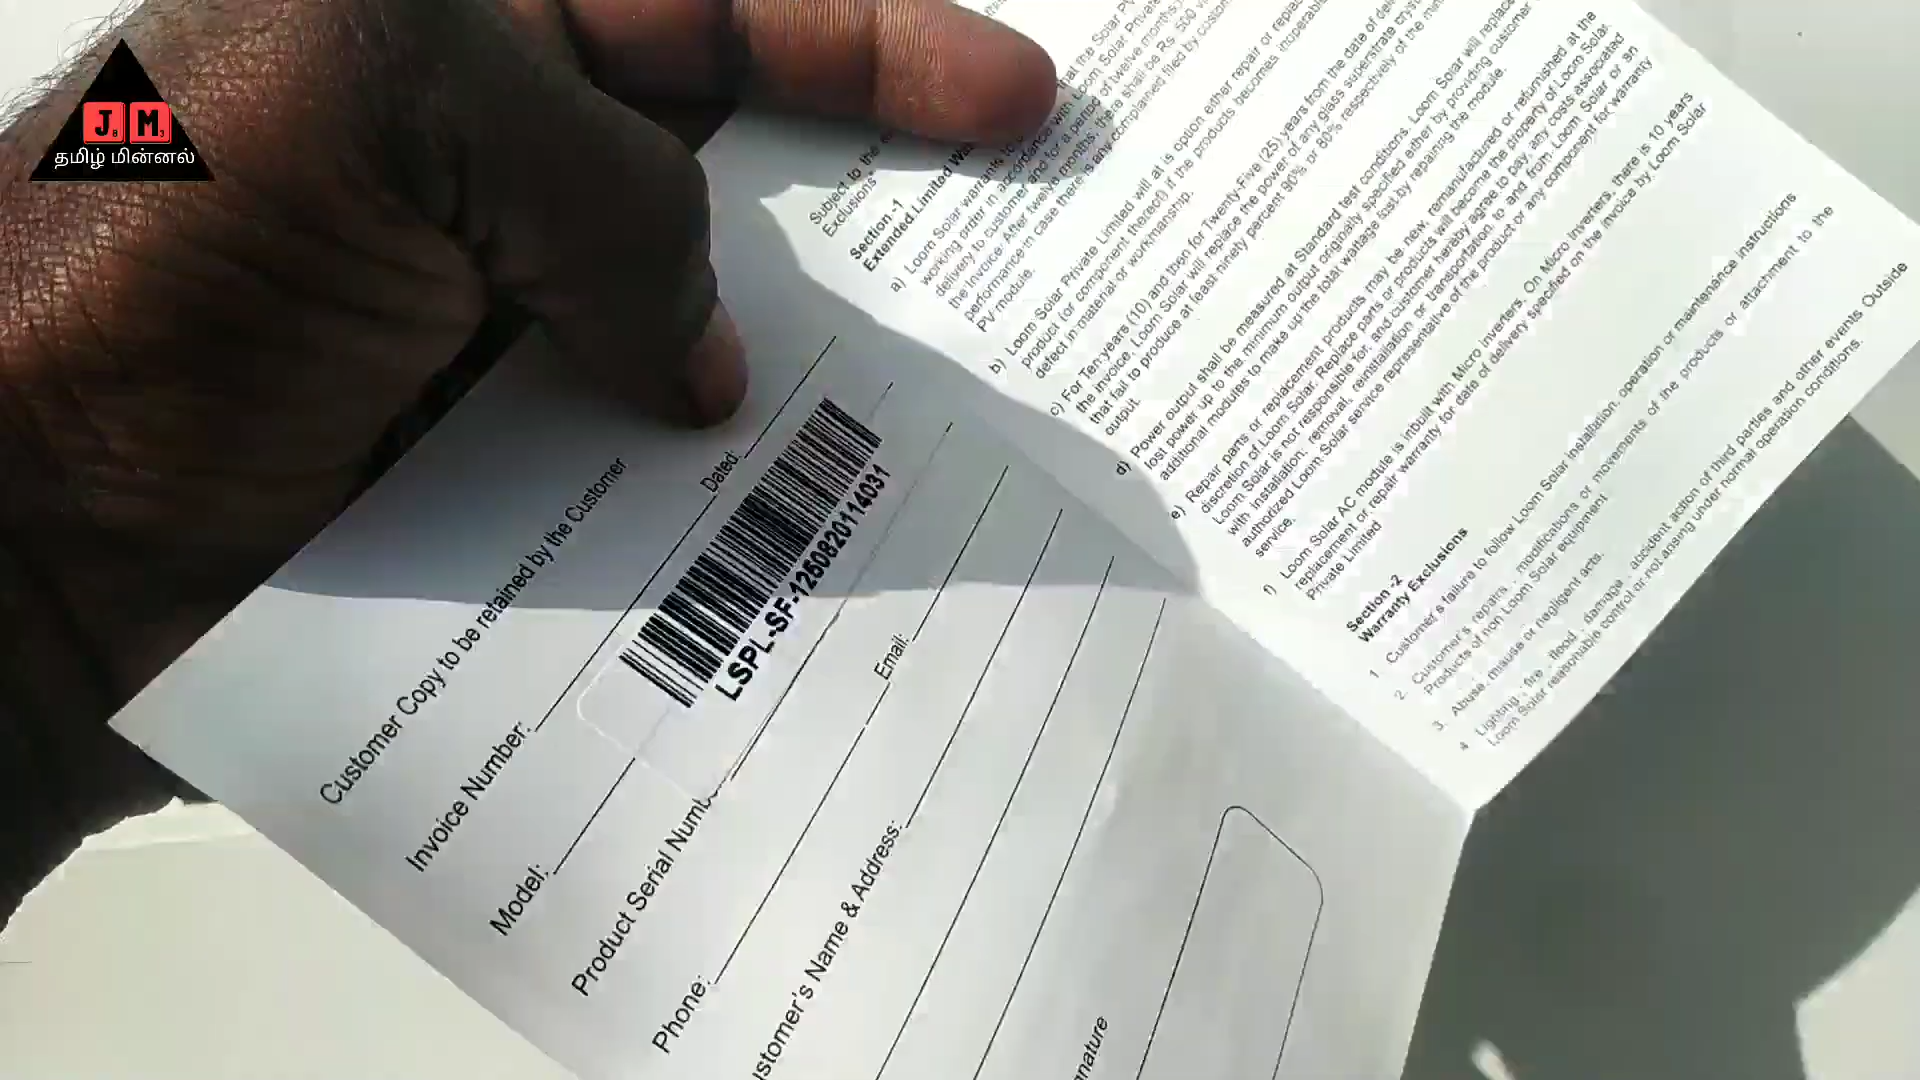 J8 M3
தமிழ் மின்னல்
Customer Copy to be retained by the Customer
Invoice Number: Dated:
Model:
LSPL-SF-1260820114031
Product Serial Numb
Phone: Email:
stomer's Name & Address:
nature
Subject to the
Exclusions"
Section-1
Extended Limited
a) Loom Solar warrants to that the Solar PV
working order in accordance with Loom Solar Private
delivery to customer and for a period of twelve months
the invoice. After twelve months, there shall be Rs. 500
performance in case there is any complained filed by
PV module.
b) Loom Solar Private Limited will at is option either repair or
product (or component thereof) if the products becomes
defect in material or workmanship.
c) For Ten years (10) and then for Twenty-Five (25) years from the date of
the invoice, Loom Solar will replace the power of any glass superstrate
that fail to produce at least ninety percent 90% or 80% respectively of the
output.
d) Power output shall be measured at Standard test conditions. Loom Solar will replace
lost power up to the minimum output originally specified either by providing customer
additional modules to make up the total wattage lost by repairing the module.
e) Repair parts or replacement products may be new, remanufactured or refurnished at the
discretion of Loom Solar. Replace parts or products will become the property of Loom Solar.
Loom Solar is not responsible for, and customer hereby agree to pay, any costs associated
with installation, removal, reinstallation or transportation to and from. Loom Solar or an
authorized Loom Solar service representative of the product or any component for warranty
service.
f) Loom Solar AC module is inbuilt with Micro inverters. On Micro Inverters, there is 10 years
replacement or repair warranty for date of delivery specified on the invoice by Loom Solar
Private Limited
Section -2
Warranty Exclusions
1. Customer's failure to follow Loom Solar installation, operation or maintenance instructions
2. Customer's repairs, modifications or movements of the products or attachment to the
Products of non Loom Solar equipment.
3. Abuse, misuse or negligent acts.
4. Lighting, fire, flood, damage, accident action of third parties and other events Outside
Loom Solar reasonable control or not arising under normal operation conditions.